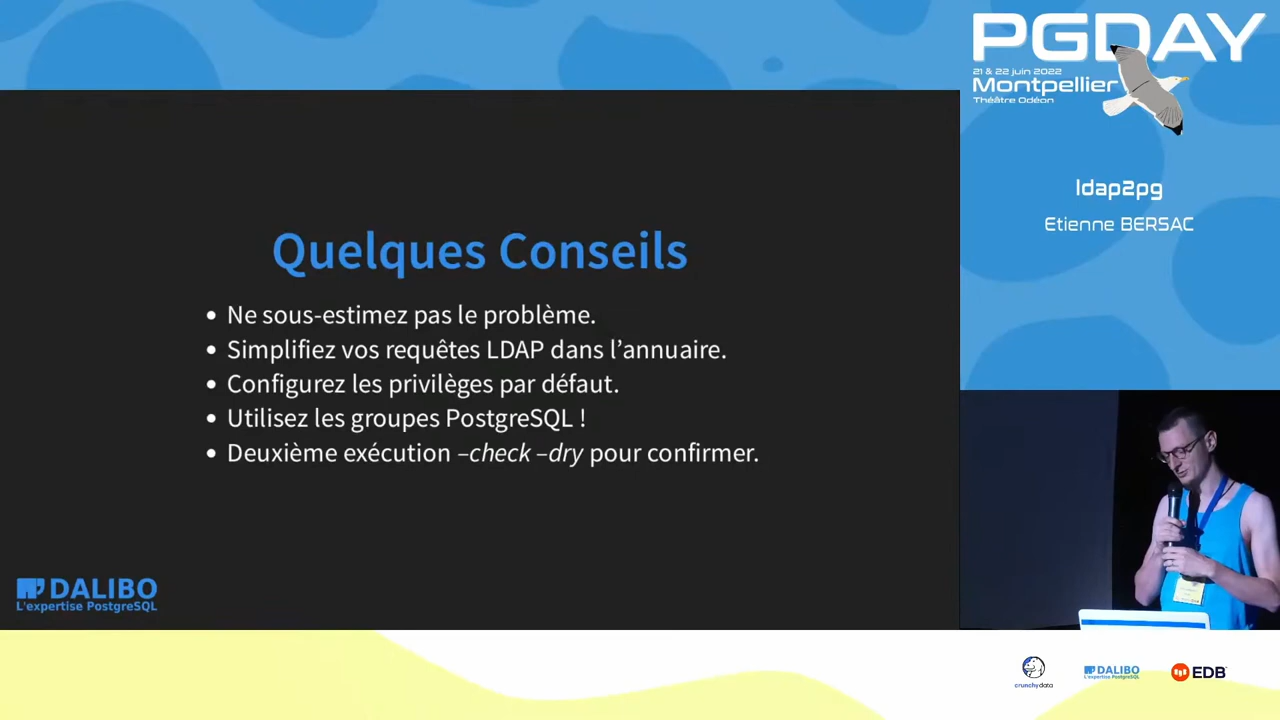 PGDAY
21 & 22 juin 2022
Montpellier
Théâtre Odéon
ldap2pg
Etienne BERSAC
Quelques Conseils
• Ne sous-estimez pas le problème.
• Simplifiez vos requêtes LDAP dans l'annuaire.
• Configurez les privilèges par défaut.
• Utilisez les groupes PostgreSQL !
• Deuxième exécution –check –dry pour confirmer.
DALIBO
L'expertise PostgreSQL
crunchydata
DALIBO
L'expertise PostgreSQL
EDB